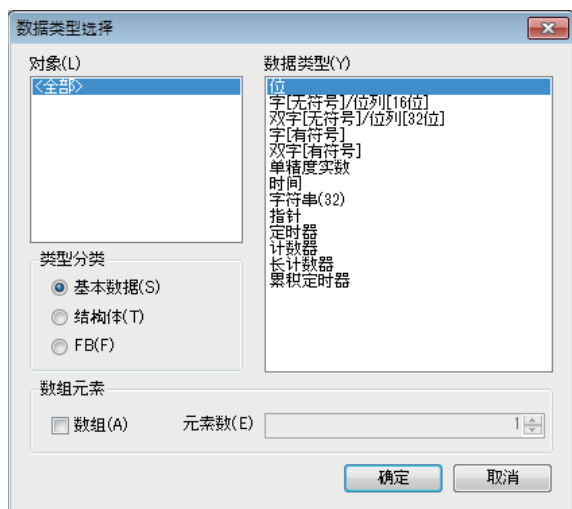 数据类型选择
对象(L)
<全部>
数据类型(Y)
位
字[无符号]/位列[16位]
双字[无符号]/位列[32位]
字[有符号]
双字[有符号]
单精度实数
时间
字符串(32)
指针
定时器
计数器
长计数器
累积定时器
类型分类
基本数据(S)
结构体(T)
FB(F)
数组元素
数组(A) 元素数(E) 1
确定 取消